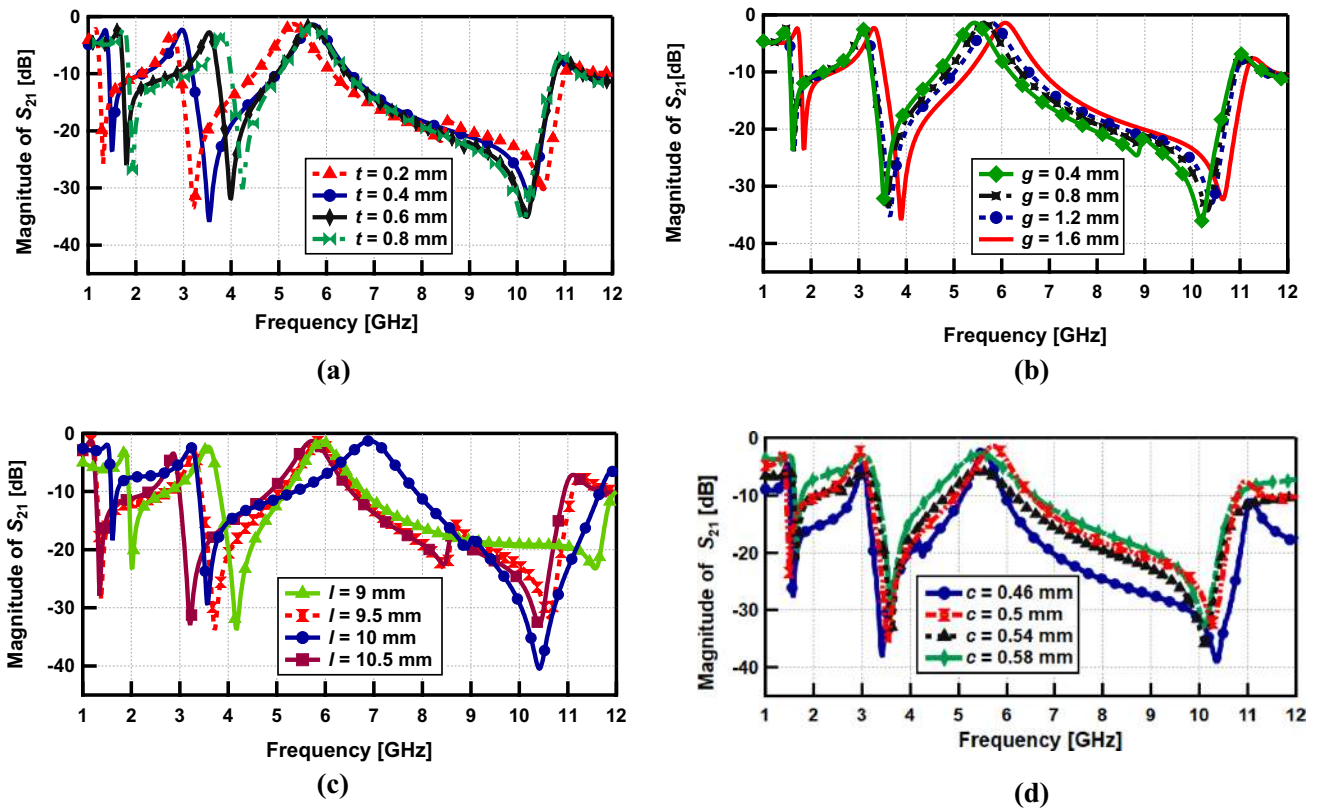 Magnitude of S21 [dB]
0
-10
-20
-30
-40
t = 0.2 mm
t = 0.4 mm
t = 0.6 mm
t = 0.8 mm
1 2 3 4 5 6 7 8 9 10 11 12
Frequency [GHz]
(a)
Magnitude of S21 [dB]
0
-10
-20
-30
-40
g = 0.4 mm
g = 0.8 mm
g = 1.2 mm
g = 1.6 mm
1 2 3 4 5 6 7 8 9 10 11 12
Frequency [GHz]
(b)
Magnitude of S21 [dB]
0
-10
-20
-30
-40
l = 9 mm
l = 9.5 mm
l = 10 mm
l = 10.5 mm
1 2 3 4 5 6 7 8 9 10 11 12
Frequency [GHz]
(c)
Magnitude of S21 [dB]
0
-10
-20
-30
-40
c = 0.46 mm
c = 0.5 mm
c = 0.54 mm
c = 0.58 mm
1 2 3 4 5 6 7 8 9 10 11 12
Frequency [GHz]
(d)